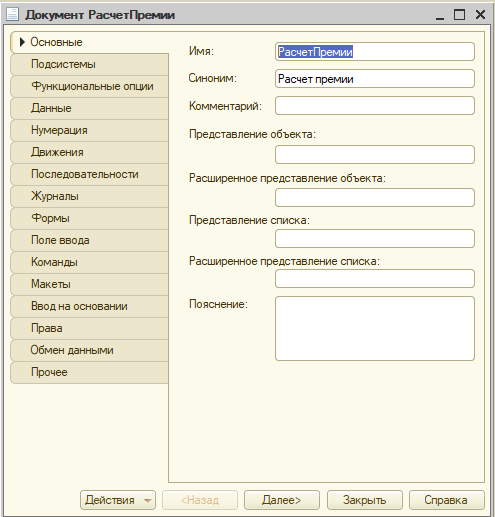 Документ РасчетПремии
Основные
Подсистемы
Функциональные опции
Данные
Нумерация
Движения
Последовательности
Журналы
Формы
Поле ввода
Команды
Макеты
Ввод на основании
Права
Обмен данными
Прочее
Имя: РасчетПремии
Синоним: Расчет премии
Комментарий:
Представление объекта:
Расширенное представление объекта:
Представление списка:
Расширенное представление списка:
Пояснение:
Действия <Назад Далее> Закрыть Справка